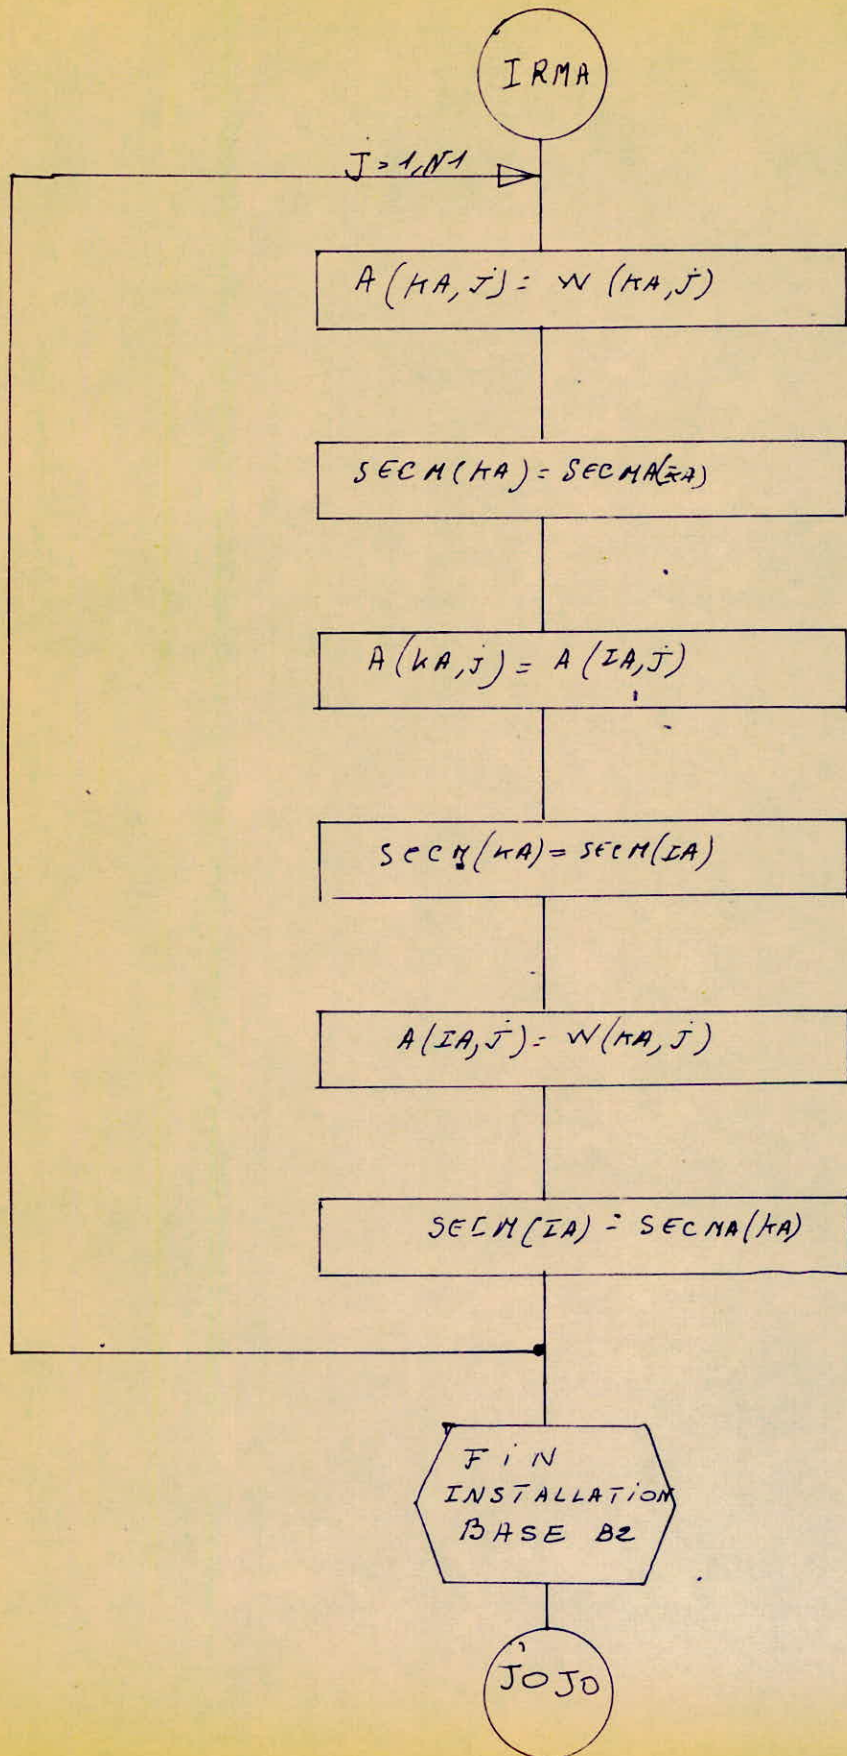 IRMA
J=1,N1
A(KA,J)= W(KA,J)
SECM(KA)= SECMA(KA)
A(KA,J)= A(IA,J)
SECM(KA)= SECM(IA)
A(IA,J)= W(KA,J)
SECM(IA)= SECMA(KA)
FiN
INSTALLATiON
BASE B2
JOJO